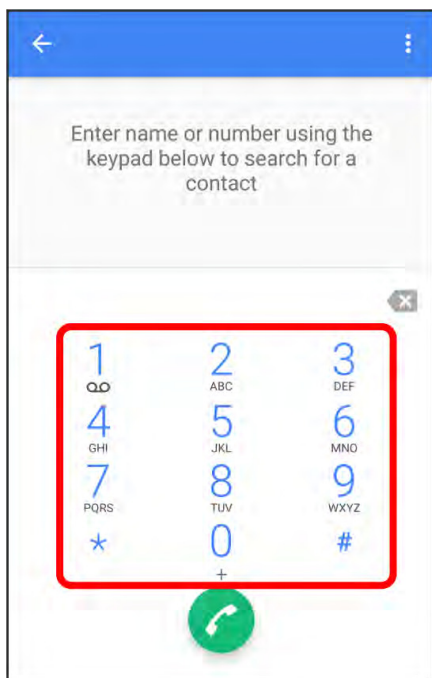 Enter name or number using the
keypad below to search for a
contact
1 2 3
ABC DEF
4 5 6
GHI JKL MNO
7 8 9
PQRS TUV WXYZ
* 0 #
+